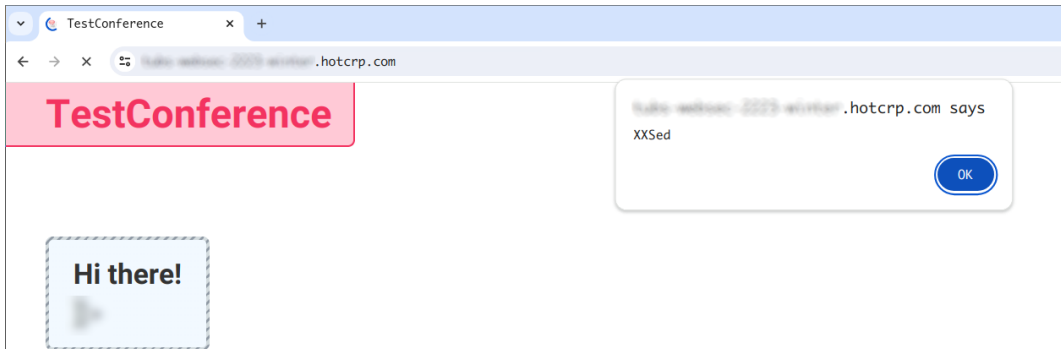 TestConference
.hotcrp.com
TestConference
.hotcrp.com says
XXSed
OK
Hi there!